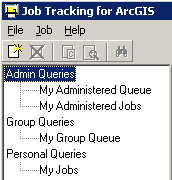 Job Tracking for ArcGIS
File Job Help
Admin Queries
My Administered Queue
My Administered Jobs
Group Queries
My Group Queue
Personal Queries
My Jobs